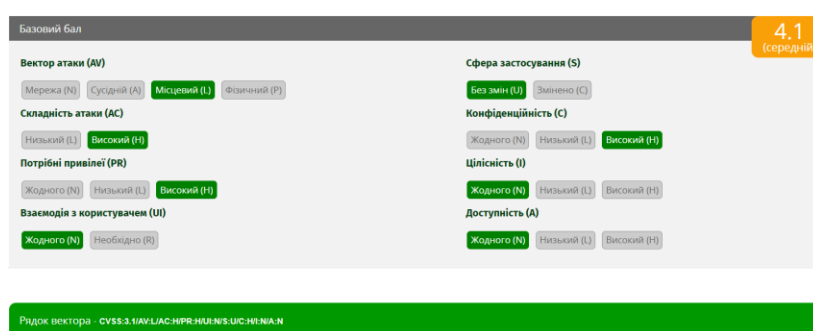 Базовий бал
4.1
(середній
Вектор атаки (AV)
Мережа (N) Сусідній (A) Місцевий (L) Фізичний (P)
Складність атаки (AC)
Низький (L) Високий (H)
Потрібні привілеї (PR)
Жодного (N) Низький (L) Високий (H)
Взаємодія з користувачем (UI)
Жодного (N) Необхідно (R)
Сфера застосування (S)
Без змін (U) Змінено (C)
Конфіденційність (C)
Жодного (N) Низький (L) Високий (H)
Цілісність (I)
Жодного (N) Низький (L) Високий (H)
Доступність (A)
Жодного (N) Низький (L) Високий (H)
Рядок вектора - CVSS:3.1/AV:L/AC:H/PR:H/UI:N/S:U/C:H/I:N/A:N